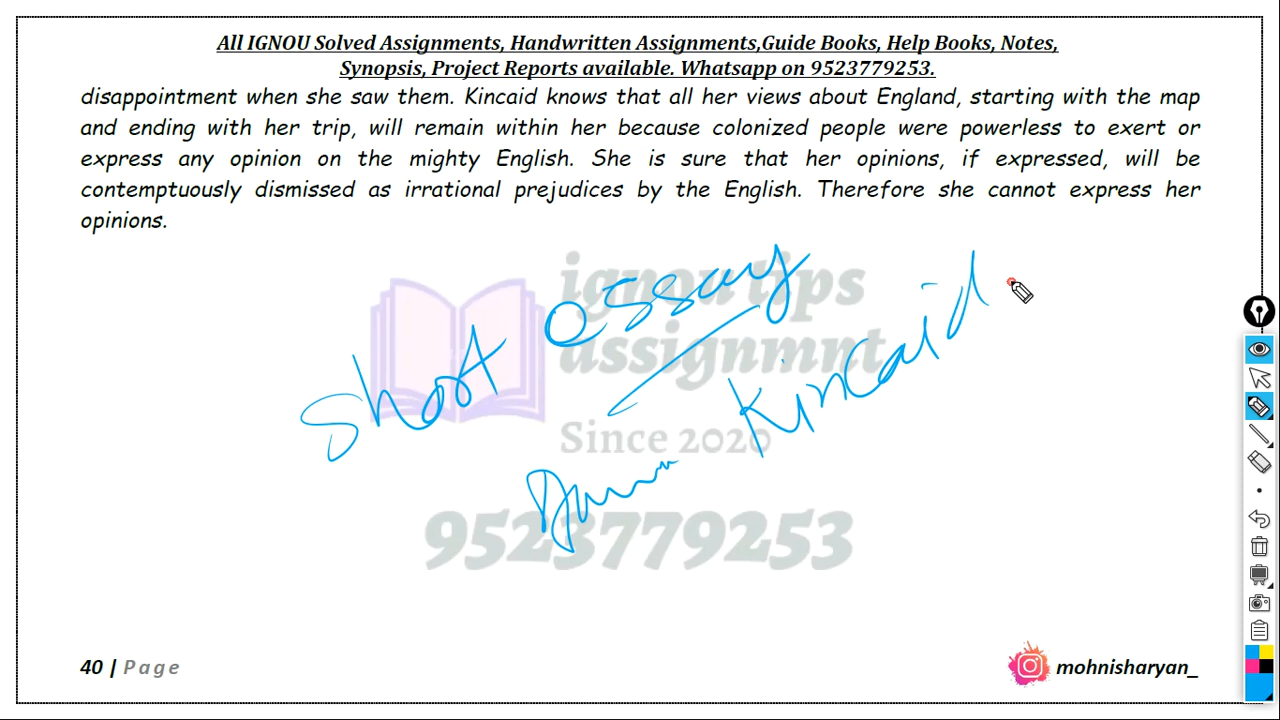 All IGNOU Solved Assignments, Handwritten Assignments,Guide Books, Help Books, Notes,
Synopsis, Project Reports available. Whatsapp on 9523779253.
disappointment when she saw them. Kincaid knows that all her views about England, starting with the map
and ending with her trip, will remain within her because colonized people were powerless to exert or
express any opinion on the mighty English. She is sure that her opinions, if expressed, will be
contemptuously dismissed as irrational prejudices by the English. Therefore she cannot express her
opinions.
ignou tips
essay
assignmnt
Kincaid
Since 2020
9523779253
40 | Page
mohnisharyan_